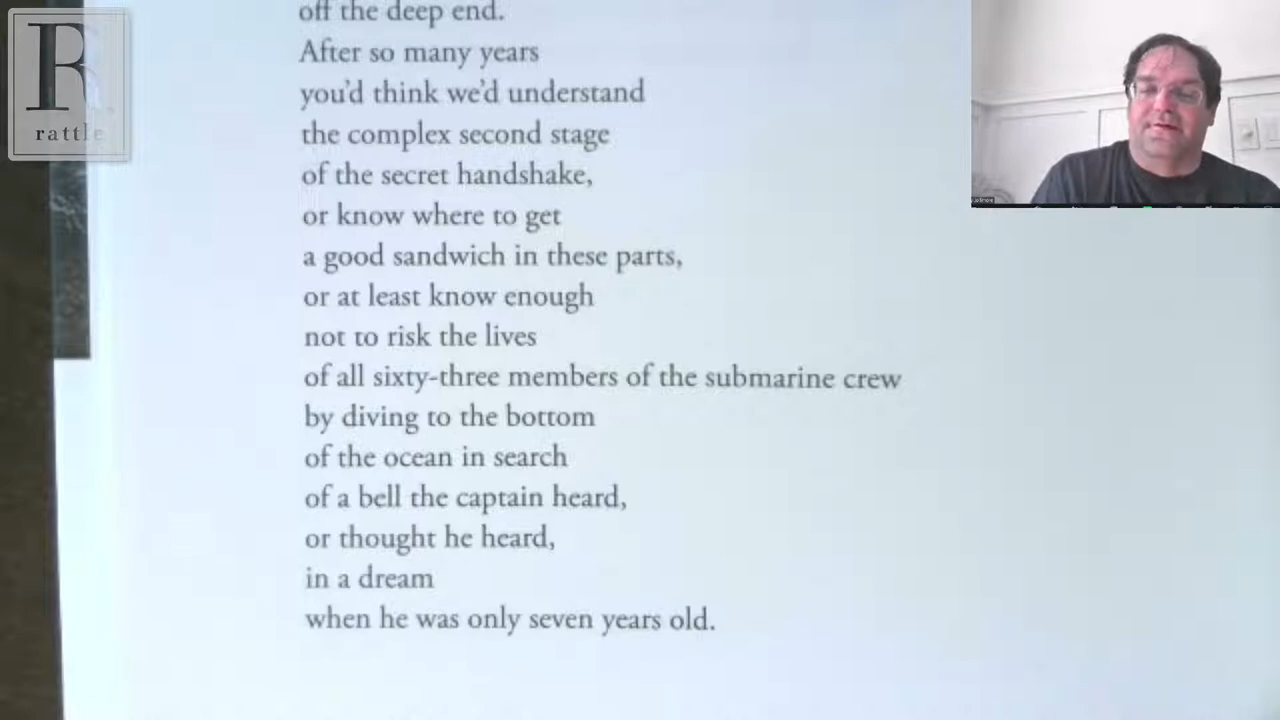 R
rattle
off the deep end.
After so many years
you'd think we'd understand
the complex second stage
of the secret handshake,
or know where to get
a good sandwich in these parts,
or at least know enough
not to risk the lives
of all sixty-three members of the submarine crew
by diving to the bottom
of the ocean in search
of a bell the captain heard,
or thought he heard,
in a dream
when he was only seven years old.